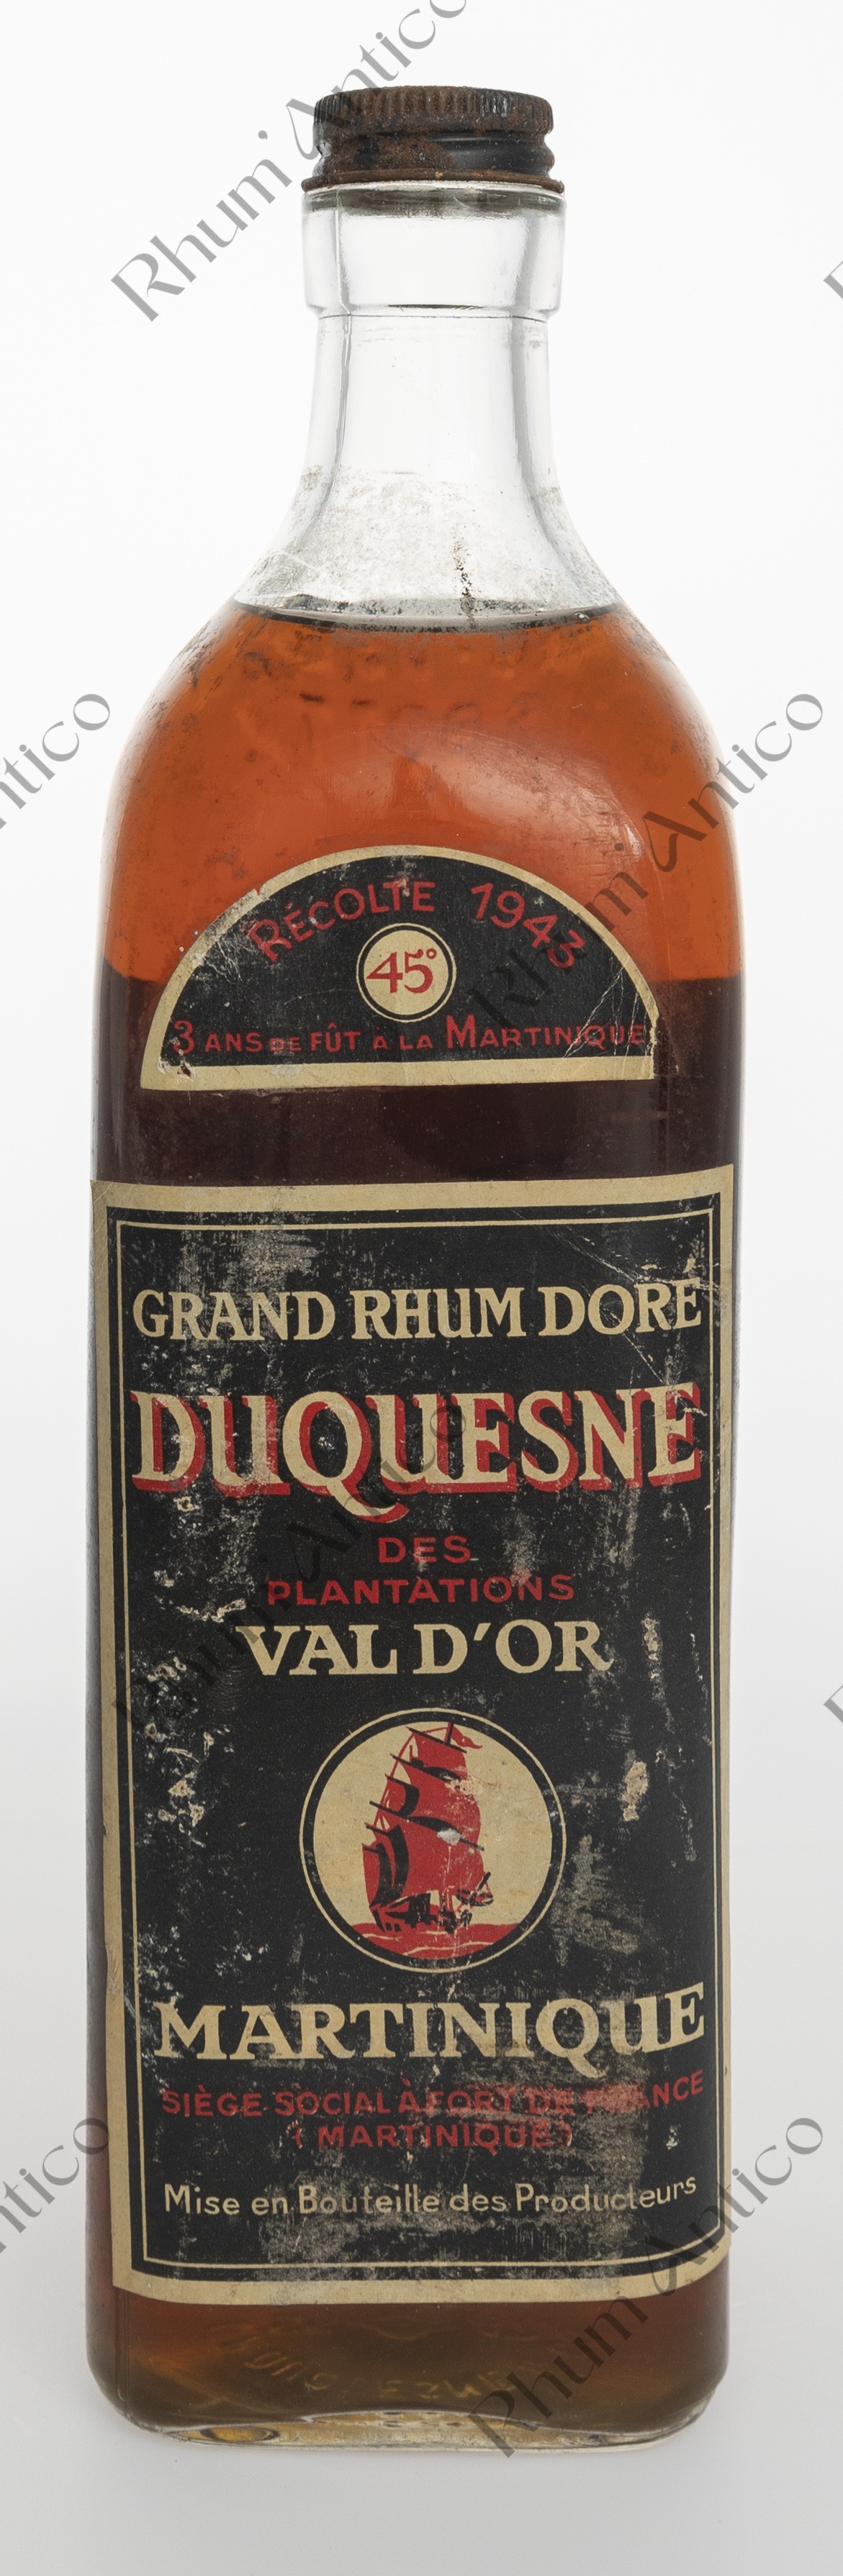 Rhum Antico
RÉCOLTE 1943
45°
3 ANS DE FÛT A LA MARTINIQUE
GRAND RHUM DORÉ
DUQUESNE
DES
PLANTATIONS
VAL D'OR
MARTINIQUE
SIÈGE SOCIAL À FORT DE FRANCE
(MARTINIQUE)
Mise en Bouteille des Producteurs